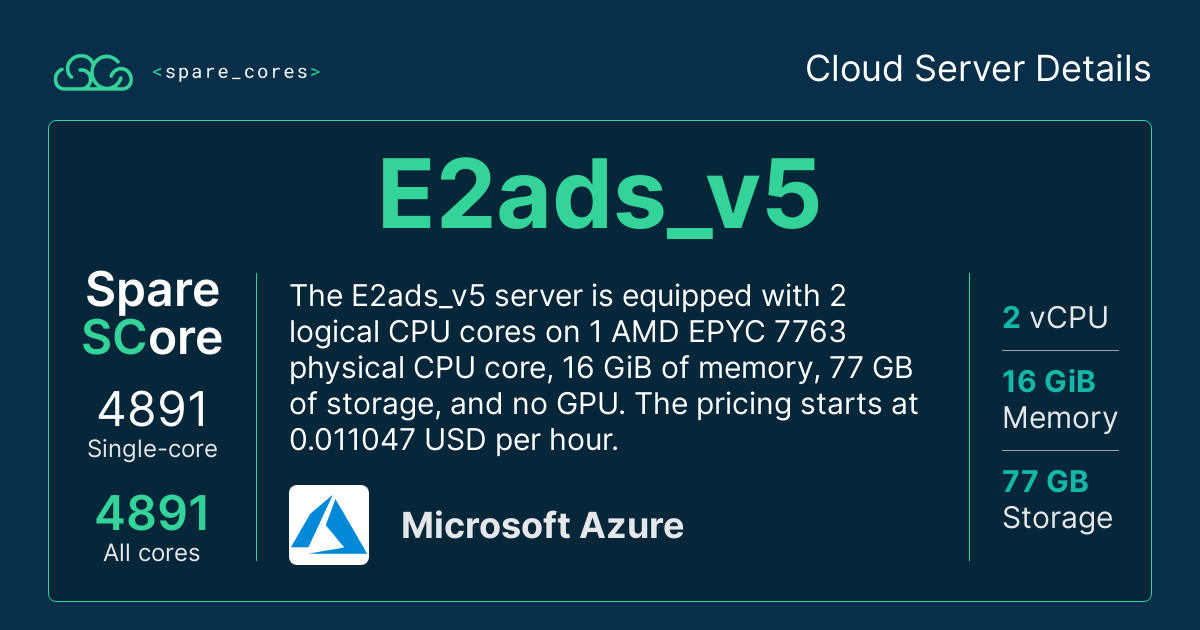 <spare_cores>
Cloud Server Details
E2ads_v5
Spare
SCore
4891
Single-core
4891
All cores
The E2ads_v5 server is equipped with 2
logical CPU cores on 1 AMD EPYC 7763
physical CPU core, 16 GiB of memory, 77 GB
of storage, and no GPU. The pricing starts at
0.011047 USD per hour.
Microsoft Azure
2 vCPU
16 GiB
Memory
77 GB
Storage